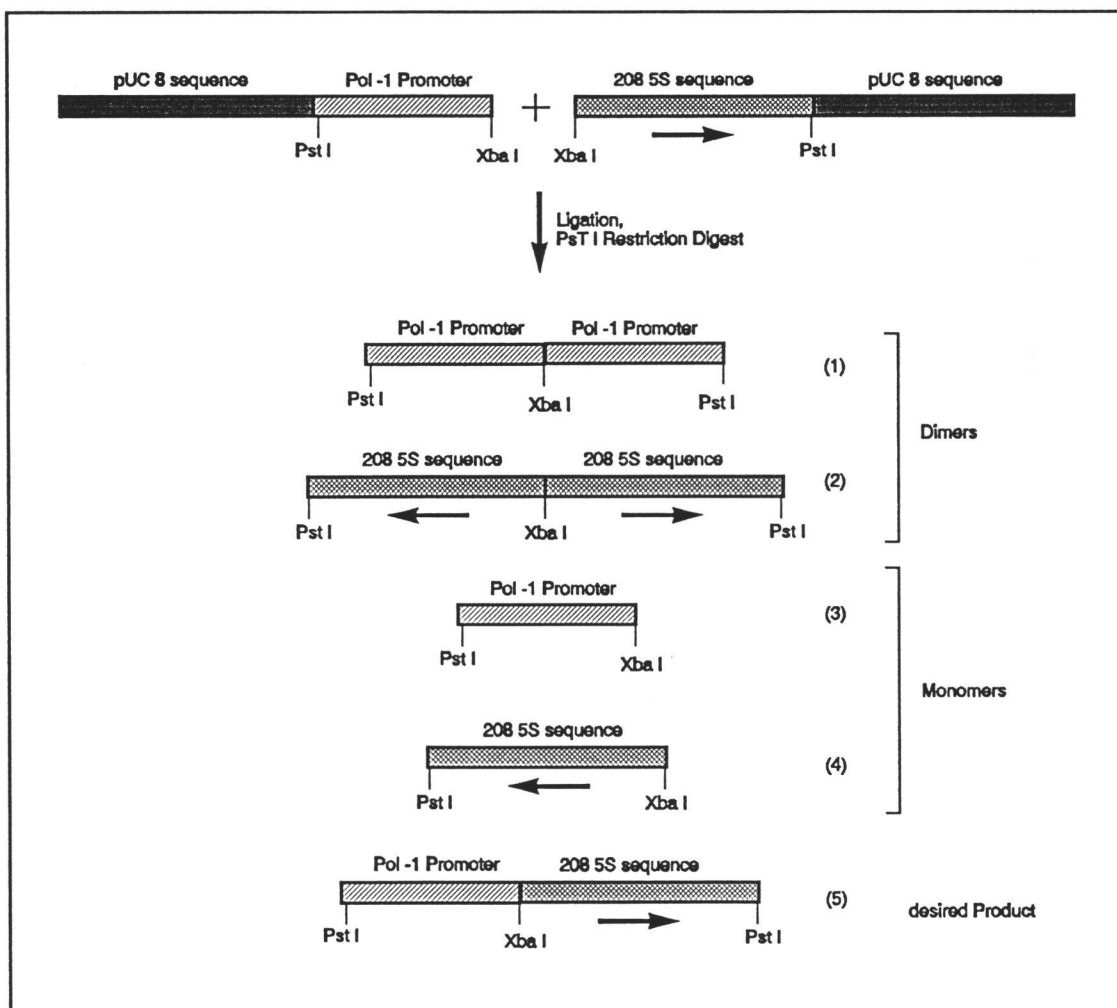 pUC 8 sequence Pol -1 Promoter 208 5S sequence pUC 8 sequence
+
Pst I Xba I Xba I Pst I
Ligation,
PsT I Restriction Digest
Pol -1 Promoter Pol -1 Promoter
(1)
Pst I Xba I Pst I
Dimers
208 5S sequence 208 5S sequence
(2)
Pst I Xba I Pst I
Pol -1 Promoter
(3)
Pst I Xba I
Monomers
208 5S sequence
(4)
Pst I Xba I
Pol -1 Promoter 208 5S sequence
(5)
desired Product
Pst I Xba I Pst I